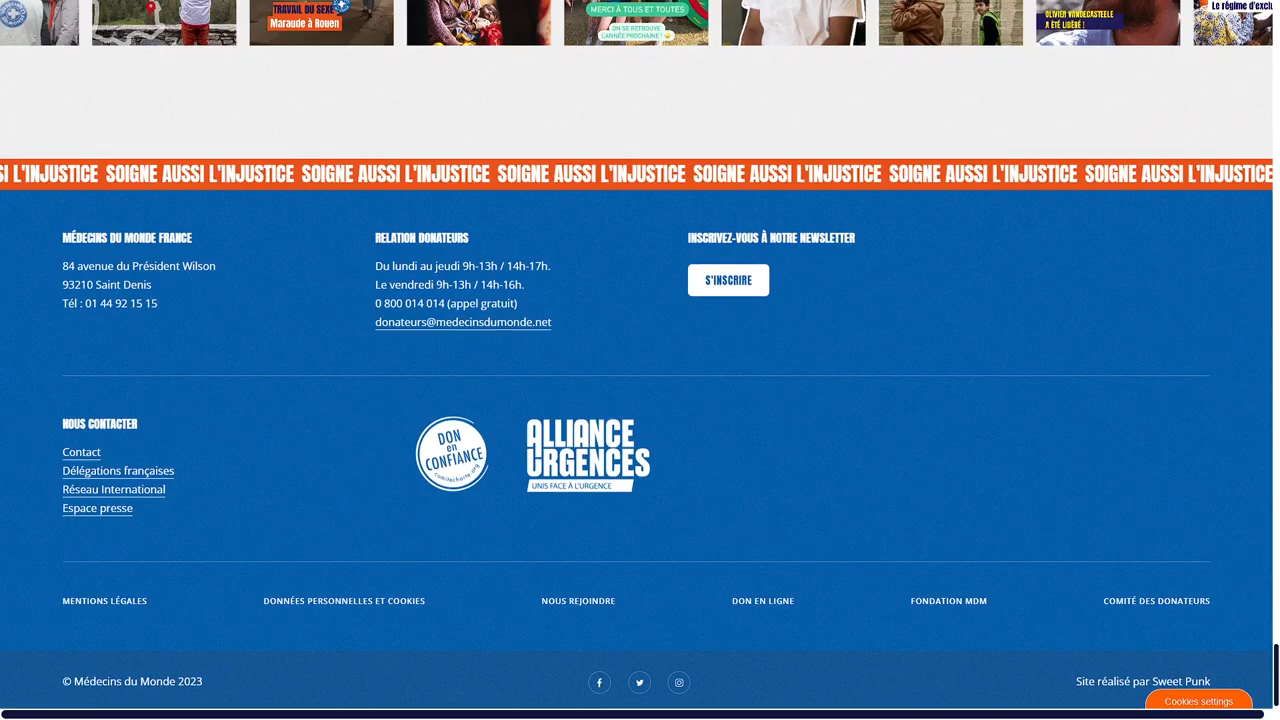 TRAVAIL DU SEXE
Maraude à Rouen
MERCI À TOUS ET TOUTES
ON SE RETROUVE
L'ANNÉE PROCHAINE !
OLIVIER VANDECASTEELE
A ÉTÉ LIBÉRÉ !
Le régime d'exclu
SI L'INJUSTICE SOIGNE AUSSI L'INJUSTICE SOIGNE AUSSI L'INJUSTICE SOIGNE AUSSI L'INJUSTICE SOIGNE AUSSI L'INJUSTICE SOIGNE AUSSI L'INJUSTICE SOIGNE AUSSI L'INJUSTICE
MÉDECINS DU MONDE FRANCE
84 avenue du Président Wilson
93210 Saint Denis
Tél : 01 44 92 15 15
RELATION DONATEURS
Du lundi au jeudi 9h-13h / 14h-17h.
Le vendredi 9h-13h / 14h-16h.
0 800 014 014 (appel gratuit)
donateurs@medecinsdumonde.net
INSCRIVEZ-VOUS À NOTRE NEWSLETTER
S'INSCRIRE
NOUS CONTACTER
Contact
Délégations françaises
Réseau International
Espace presse
DON
en
CONFIANCE
comitecharte.org
ALLIANCE
URGENCES
UNIS FACE À L'URGENCE
MENTIONS LÉGALES
DONNÉES PERSONNELLES ET COOKIES
NOUS REJOINDRE
DON EN LIGNE
FONDATION MDM
COMITÉ DES DONATEURS
© Médecins du Monde 2023
Site réalisé par Sweet Punk
Cookies settings